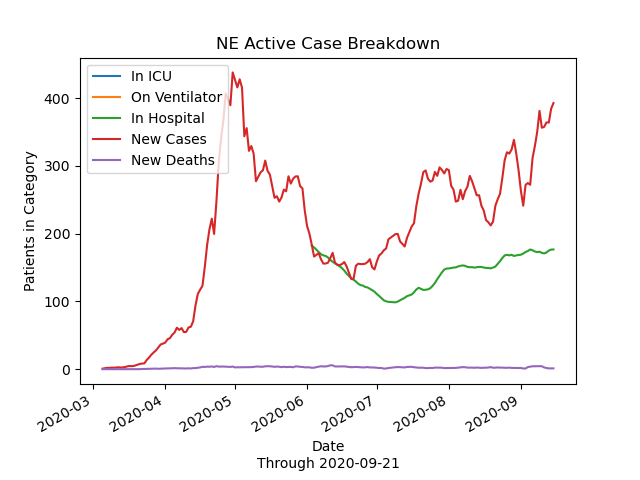 NE Active Case Breakdown
In ICU
On Ventilator
In Hospital
New Cases
New Deaths
Patients in Category
400
300
200
100
0
2020-03
2020-04
2020-05
2020-06
2020-07
2020-08
2020-09
Date
Through 2020-09-21